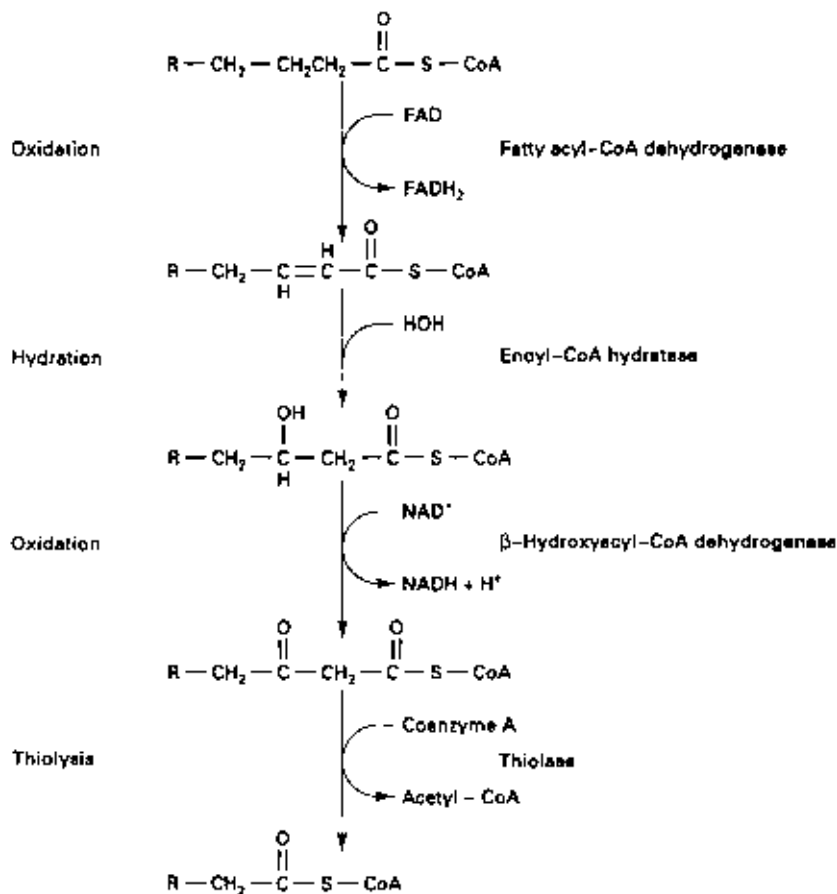 O
R — CH₂ — CH₂CH₂ — C — S — CoA
FAD
Oxidation Fatty acyl–CoA dehydrogenase
FADH₂
H O
R — CH₂ — C = C — C — S — CoA
H
HOH
Hydration Enoyl–CoA hydratase
OH O
R — CH₂ — C — CH₂ — C — S — CoA
H
NAD⁺
Oxidation β–Hydroxyacyl–CoA dehydrogenase
NADH + H⁺
O O
R — CH₂ — C — CH₂ — C — S — CoA
Coenzyme A
Thiolysis Thiolase
Acetyl – CoA
O
R — CH₂ — C — S — CoA